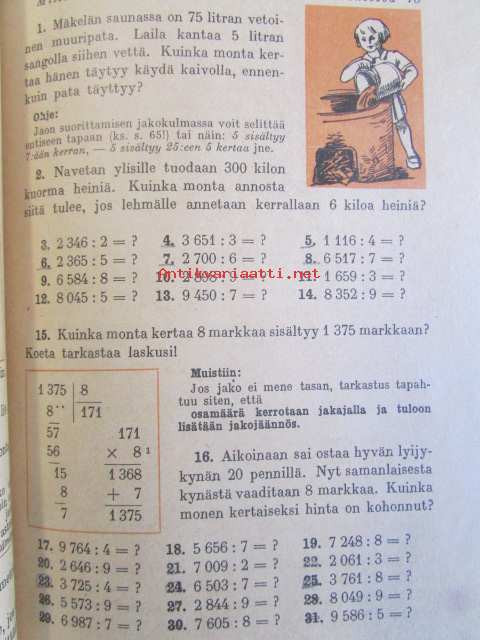 1. Mäkelän saunassa on 75 litran vetoi-
nen muuripata. Laila kantaa 5 litran
sangolla siihen vettä. Kuinka monta ker-
taa hänen täytyy käydä kaivolla, ennen-
kuin pata täyttyy?
Ohje:
Jaon suorittamisen jakokulmassa voit selittää
entiseen tapaan (ks. s. 65!) tai näin: 5 sisältyy
7:ään kerran, — 5 sisältyy 25:een 5 kertaa jne.
2. Navetan ylisille tuodaan 300 kilon
kuorma heiniä. Kuinka monta annosta
siitä tulee, jos lehmälle annetaan kerrallaan 6 kiloa heiniä?
3. 2 346 : 2 = ? 4. 3 651 : 3 = ? 5. 1 116 : 4 = ?
6. 2 365 : 5 = ? 7. 2 700 : 6 = ? 8. 6 517 : 7 = ?
9. 6 584 : 8 = ? 10. : 9 = ? 11. 1 659 : 3 = ?
Antikvariaatti.net
12. 8 045 : 5 = ? 13. 9 450 : 7 = ? 14. 8 352 : 9 = ?
15. Kuinka monta kertaa 8 markkaa sisältyy 1 375 markkaan?
Koeta tarkastaa laskusi!
1 375 8
8·· 171
57 171
56 × 8¹
15 1 368
8 + 7
7 1 375
Muistiin:
Jos jako ei mene tasan, tarkastus tapah-
tuu siten, että
osamäärä kerrotaan jakajalla ja tuloon
lisätään jakojäännös.
16. Aikoinaan sai ostaa hyvän lyijy-
kynän 20 pennillä. Nyt samanlaisesta
kynästä vaaditaan 8 markkaa. Kuinka
monen kertaiseksi hinta on kohonnut?
17. 9 764 : 4 = ? 18. 5 656 : 7 = ? 19. 7 248 : 8 = ?
20. 2 646 : 9 = ? 21. 7 009 : 2 = ? 22. 2 061 : 3 = ?
23. 3 725 : 4 = ? 24. 6 503 : 7 = ? 25. 3 761 : 8 = ?
26. 5 573 : 9 = ? 27. 2 844 : 9 = ? 28. 8 049 : 9 = ?
29. 6 987 : 7 = ? 30. 7 605 : 8 = ? 31. 9 586 : 5 = ?